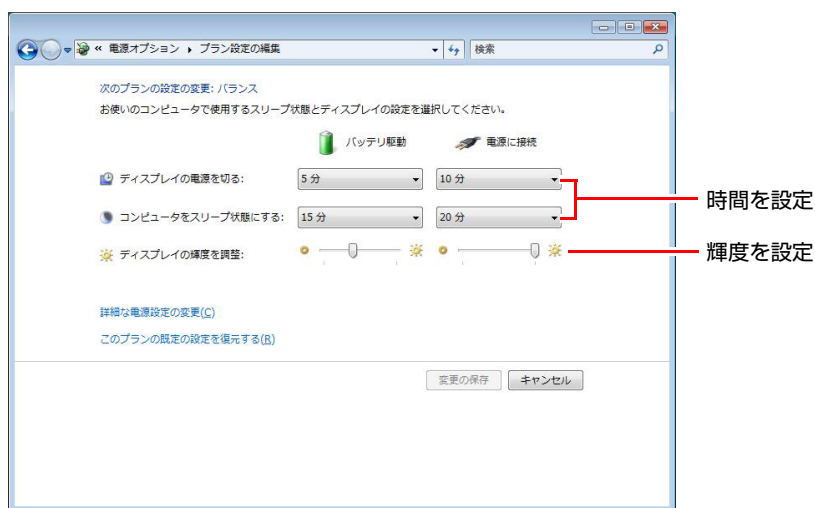 « 電源オプション ▸ プラン設定の編集
検索
次のプランの設定の変更: バランス
お使いのコンピュータで使用するスリープ状態とディスプレイの設定を選択してください。
バッテリ駆動 電源に接続
ディスプレイの電源を切る: 5 分 10 分
コンピュータをスリープ状態にする: 15 分 20 分
時間を設定
ディスプレイの輝度を調整:
輝度を設定
詳細な電源設定の変更(C)
このプランの既定の設定を復元する(R)
変更の保存 キャンセル